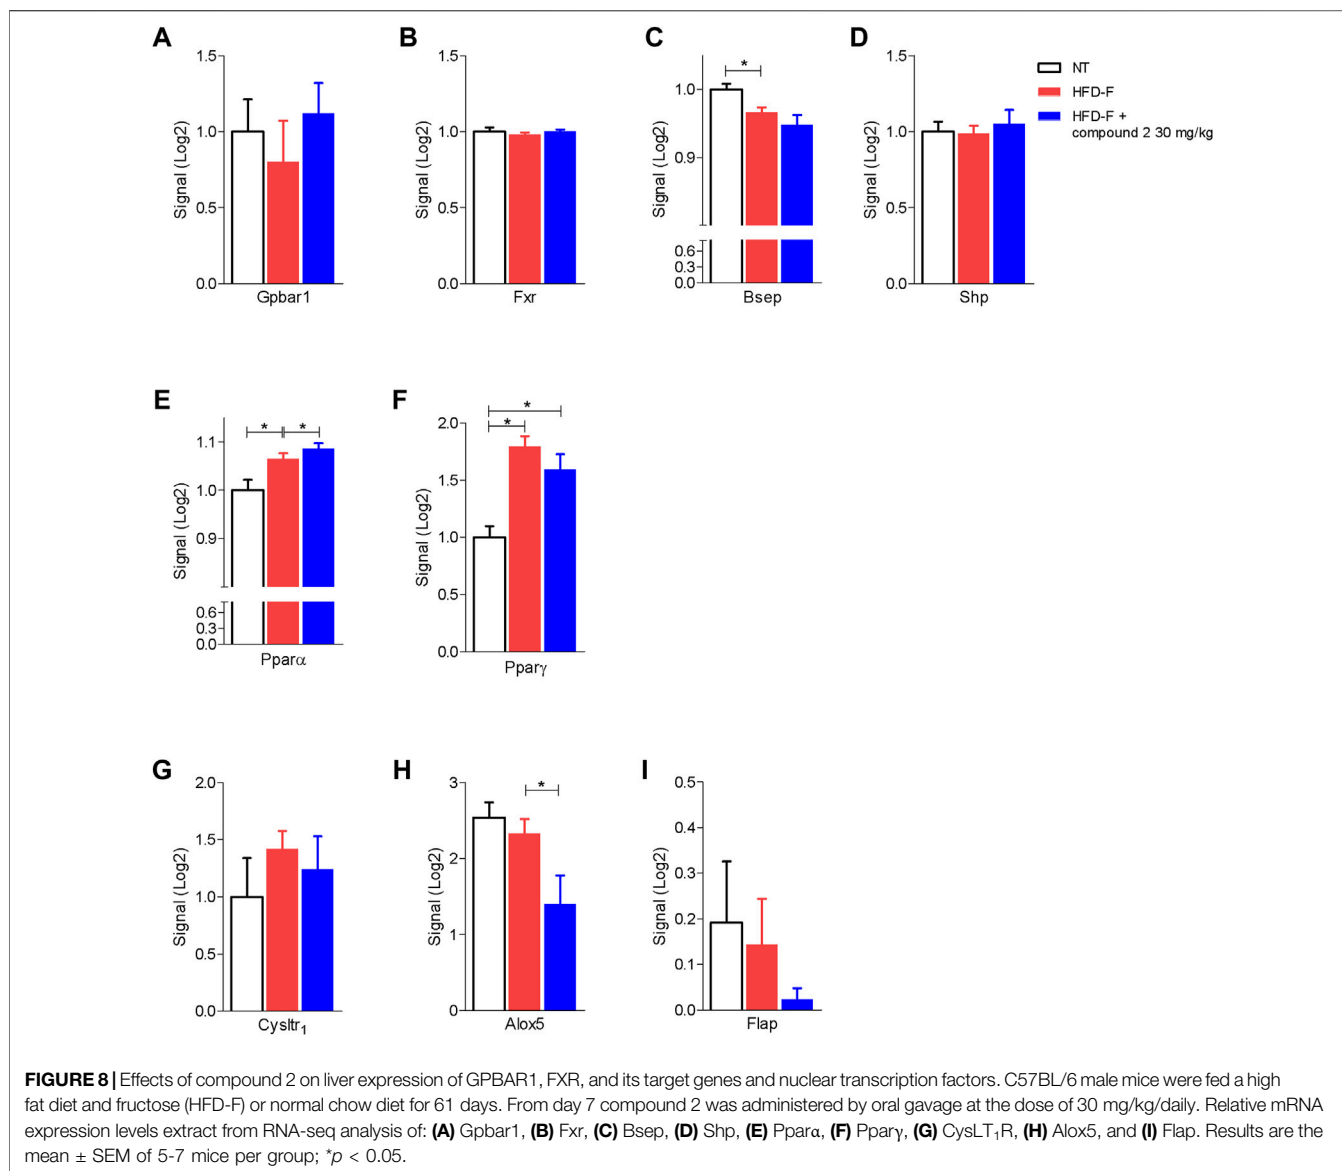 A
B
C
D
1.5
1.0
0.5
0.0
Signal (Log2)
Gpbar1
1.5
1.0
0.5
0.0
Signal (Log2)
Fxr
*
1.0
0.9
0.6
0.3
0.0
Signal (Log2)
Bsep
1.5
1.0
0.5
0.0
Signal (Log2)
Shp
NT
HFD-F
HFD-F +
compound 2 30 mg/kg
E
F
* *
1.1
1.0
0.9
0.6
0.3
0.0
Signal (Log2)
Pparα
*
*
2.0
1.5
1.0
0.5
0.0
Signal (Log2)
Pparγ
G
H
I
2.0
1.5
1.0
0.5
0.0
Signal (Log2)
Cysltr1
*
3
2
1
0
Signal (Log2)
Alox5
0.5
0.4
0.3
0.2
0.1
0.0
Signal (Log2)
Flap
FIGURE 8 | Effects of compound 2 on liver expression of GPBAR1, FXR, and its target genes and nuclear transcription factors. C57BL/6 male mice were fed a high
fat diet and fructose (HFD-F) or normal chow diet for 61 days. From day 7 compound 2 was administered by oral gavage at the dose of 30 mg/kg/daily. Relative mRNA
expression levels extract from RNA-seq analysis of: (A) Gpbar1, (B) Fxr, (C) Bsep, (D) Shp, (E) Pparα, (F) Pparγ, (G) CysLT1R, (H) Alox5, and (I) Flap. Results are the
mean ± SEM of 5-7 mice per group; *p < 0.05.